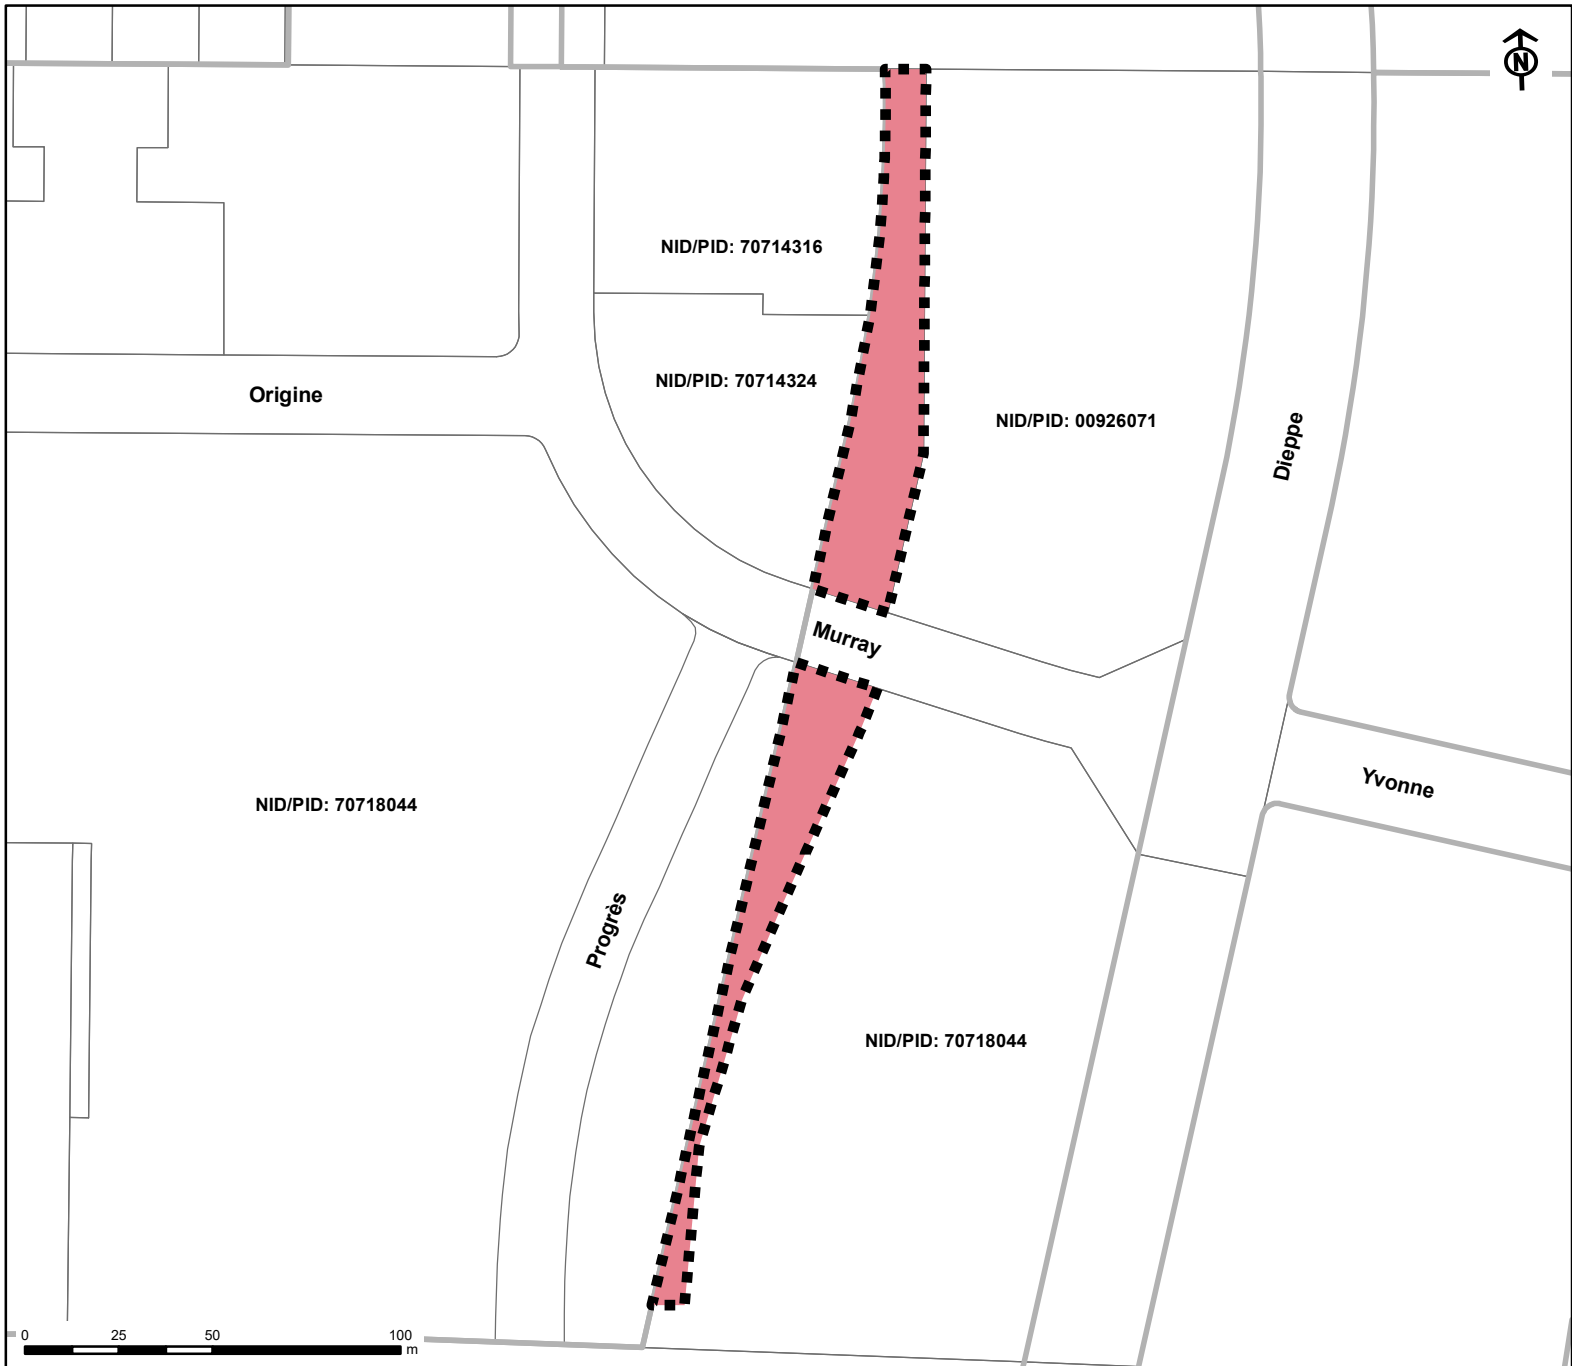 N
NID/PID: 70714316
NID/PID: 70714324
Origine
NID/PID: 00926071
Dieppe
Murray
Yvonne
NID/PID: 70718044
Progrès
NID/PID: 70718044
0 25 50 100
m